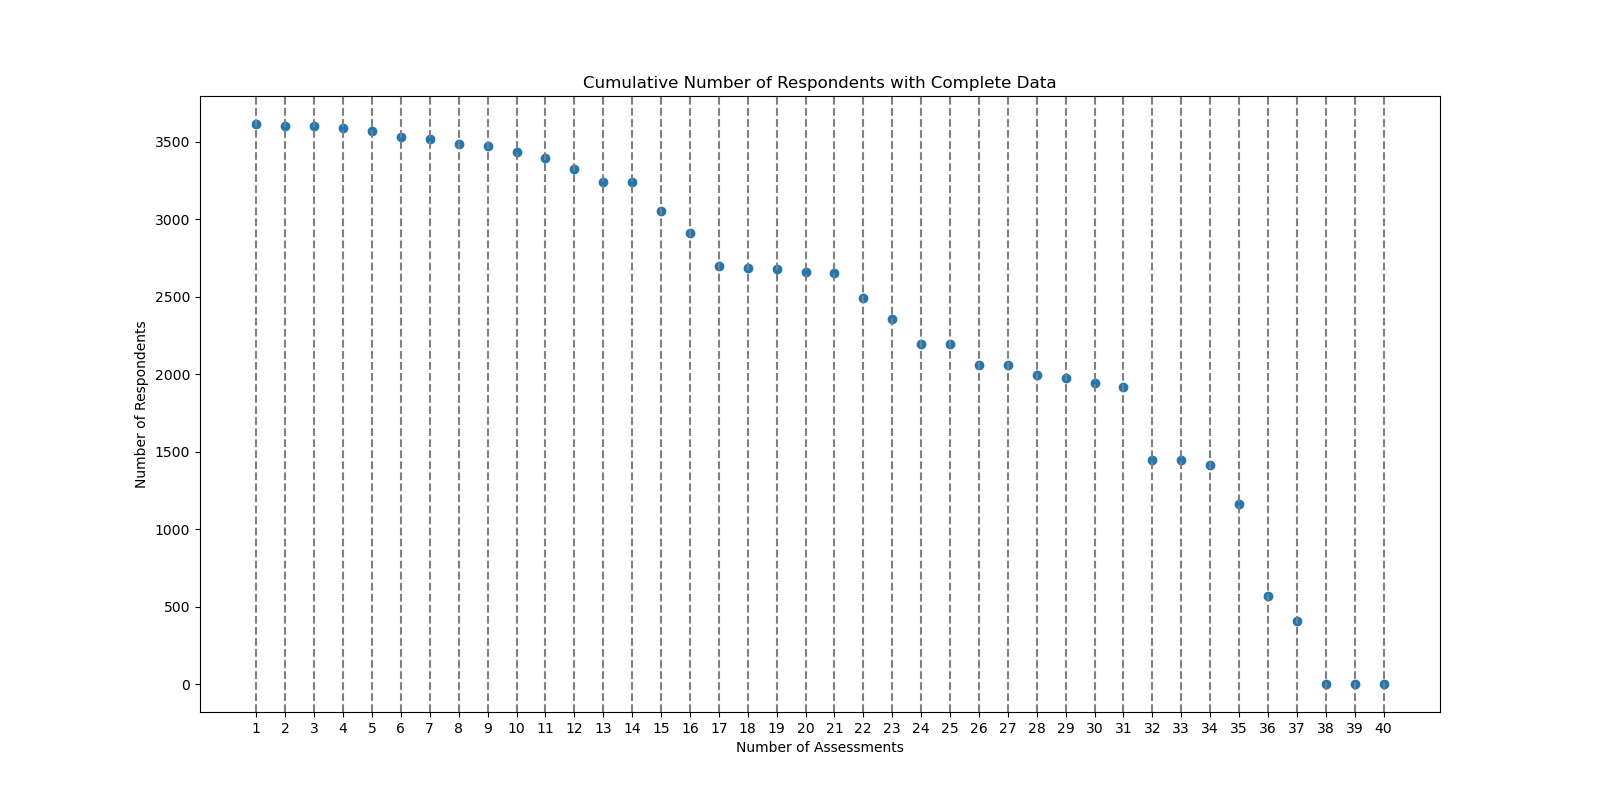 Cumulative Number of Respondents with Complete Data
Number of Respondents
3500
3000
2500
2000
1500
1000
500
0
1 2 3 4 5 6 7 8 9 10 11 12 13 14 15 16 17 18 19 20 21 22 23 24 25 26 27 28 29 30 31 32 33 34 35 36 37 38 39 40
Number of Assessments